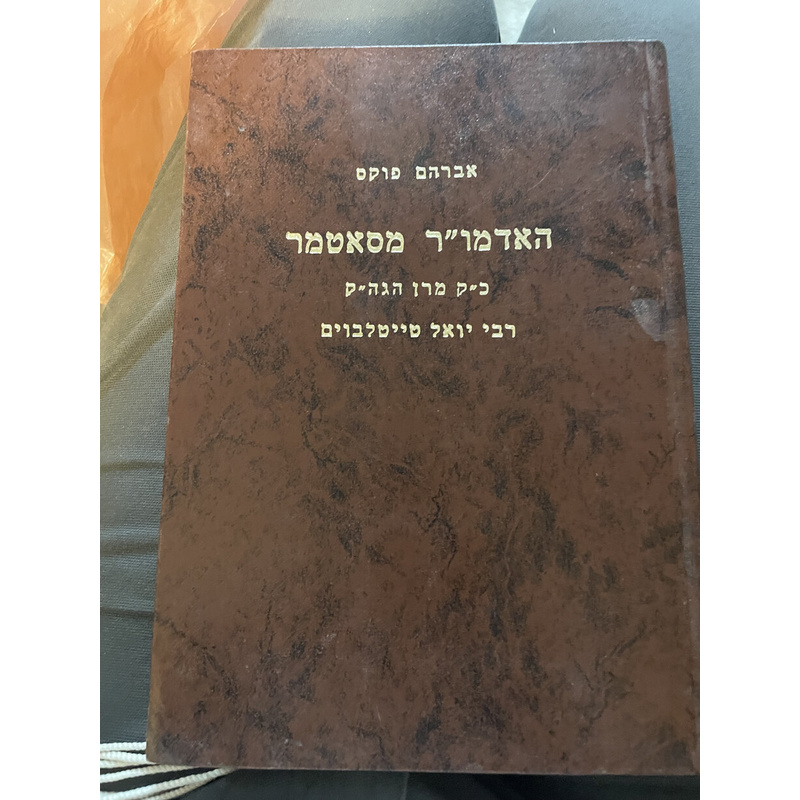 אברהם פוקס
האדמו״ר מסאטמר
כ״ק מרן הגה״ק
רבי יואל טייטלבוים